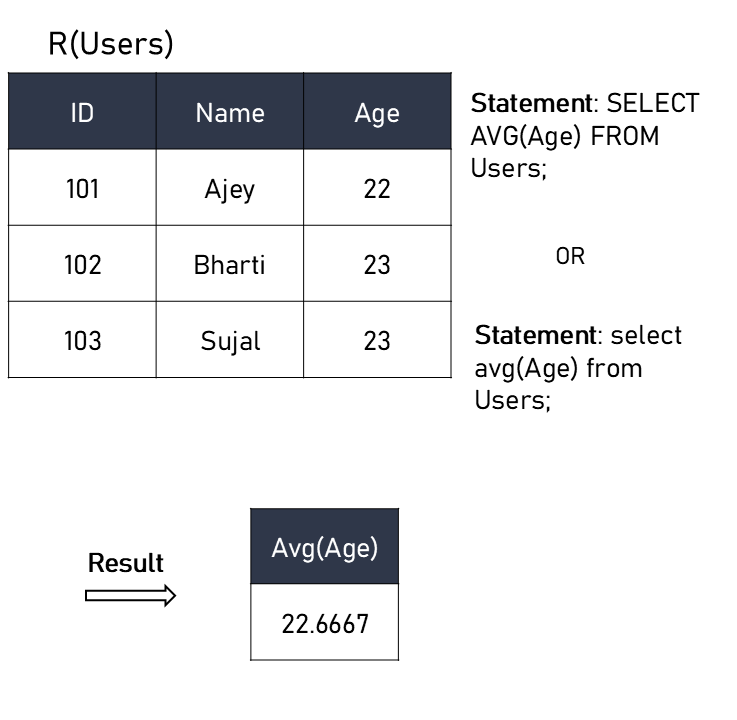 R(Users)
ID Name Age
101 Ajey 22
102 Bharti 23
103 Sujal 23
Statement: SELECT
AVG(Age) FROM
Users;
OR
Statement: select
avg(Age) from
Users;
Result
Avg(Age)
22.6667